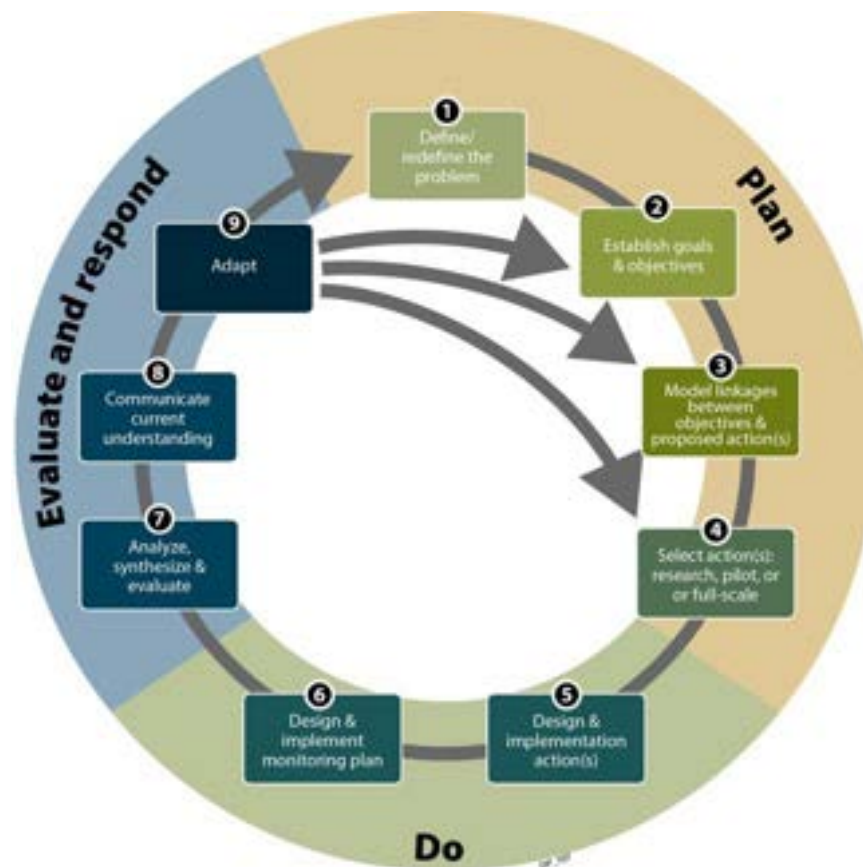 1
Define/
redefine the
problem
Plan
2
Establish goals
& objectives
3
Model linkages
between
objectives &
proposed action(s)
4
Select action(s):
research, pilot, or
or full-scale
5
Design &
implementation
action(s)
Do
6
Design &
implement
monitoring plan
7
Analyze,
synthesize &
evaluate
Evaluate and respond
8
Communicate
current
understanding
9
Adapt